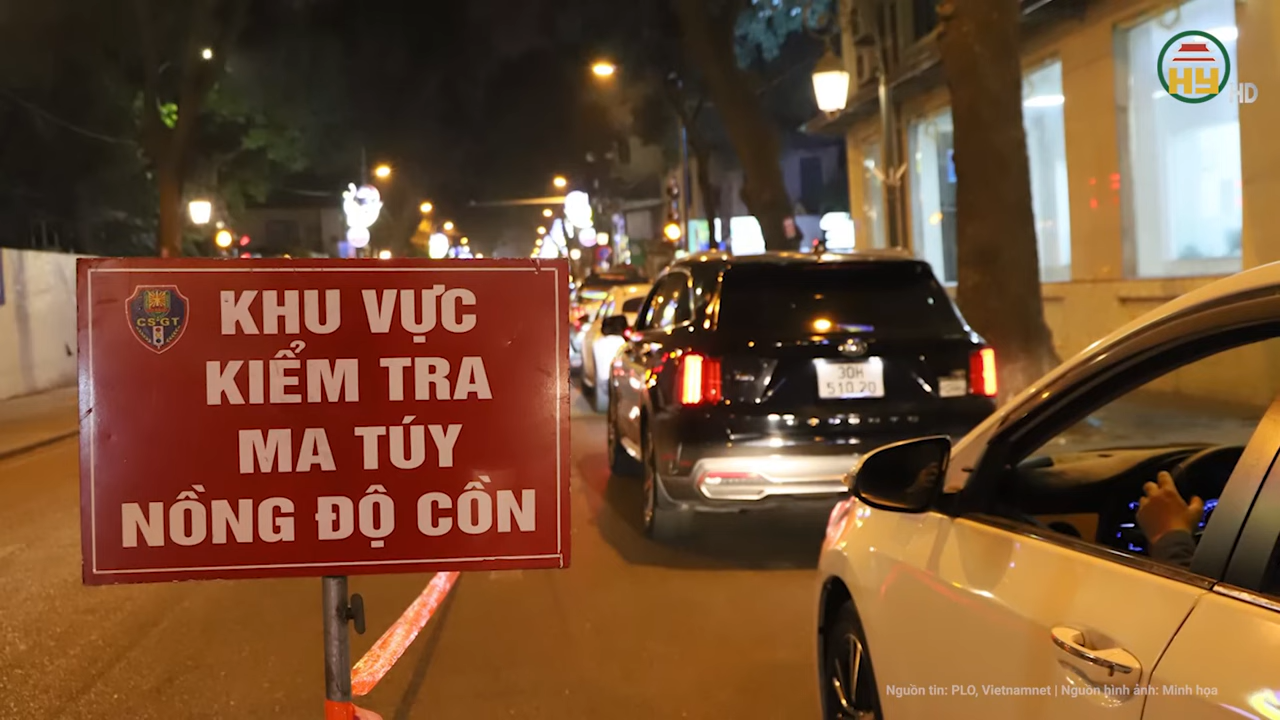 HY
HD
CSGT
KHU VỰC
KIỂM TRA
MA TÚY
NỒNG ĐỘ CỒN
30H
510.20
Nguồn tin: PLO, Vietnamnet | Nguồn hình ảnh: Minh họa